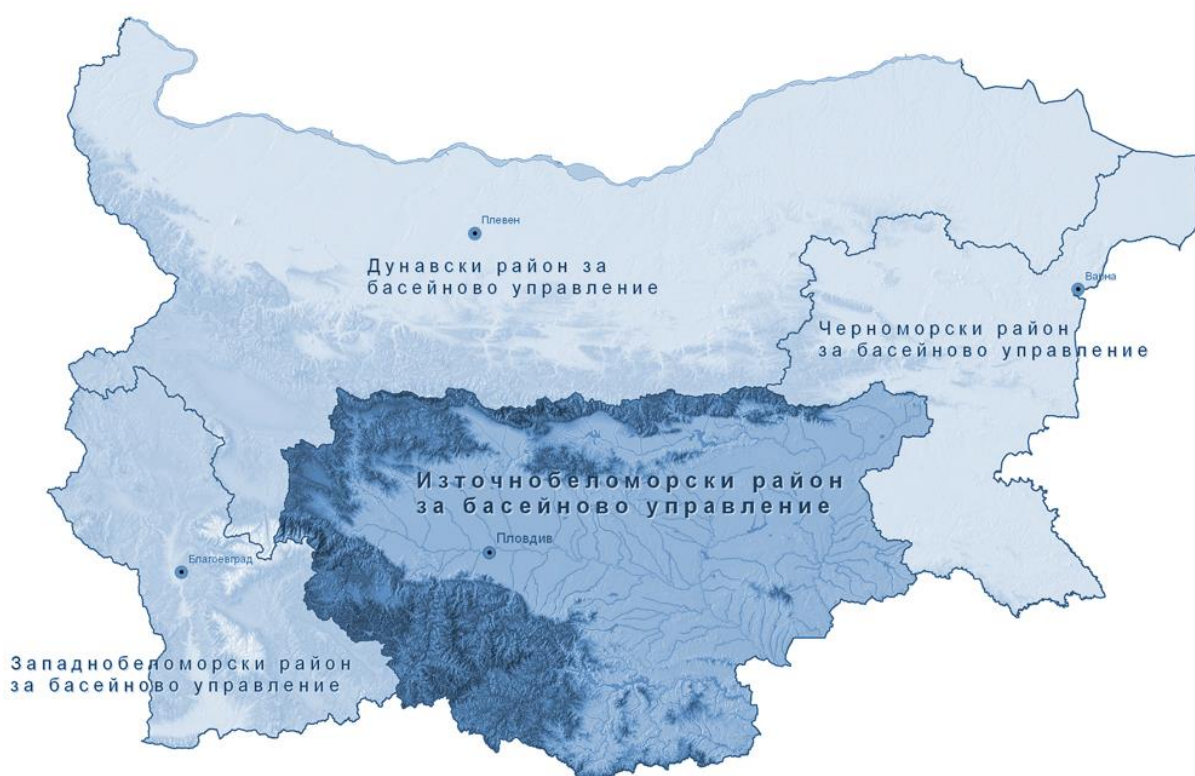 Плевен
Дунавски район за
басейново управление
Варна
Черноморски район
за басейново управление
Източнобеломорски район
за басейново управление
Пловдив
Благоевград
Западнобеломорски район
за басейново управление